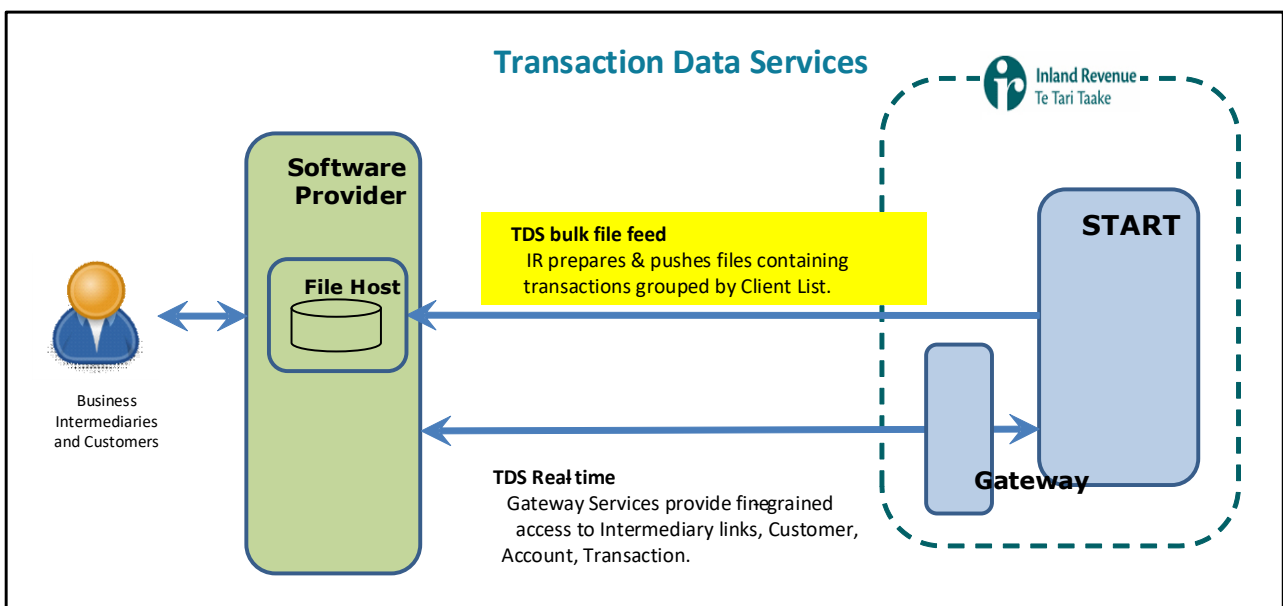 Transaction Data Services
Inland Revenue
Te Tari Taake
Software
Provider
File Host
TDS bulk file feed
IR prepares & pushes files containing
transactions grouped by Client List.
START
Business
Intermediaries
and Customers
Gateway
TDS Real-time
Gateway Services provide fine-grained
access to Intermediary links, Customer,
Account, Transaction.